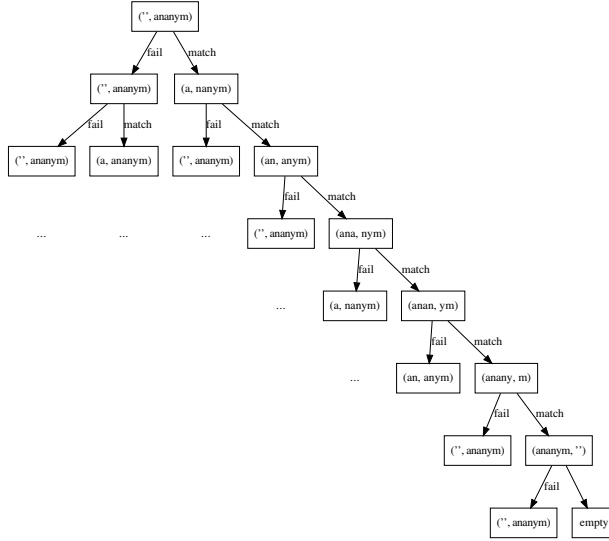 ('', ananym)
fail match
('', ananym) (a, nanym)
fail match fail match
('', ananym) (a, ananym) ('', ananym) (an, anym)
fail match
... ... ... ('', ananym) (ana, nym)
fail match
... (a, nanym) (anan, ym)
fail match
... (an, anym) (anany, m)
fail match
('', ananym) (ananym, '')
fail
('', ananym) empty